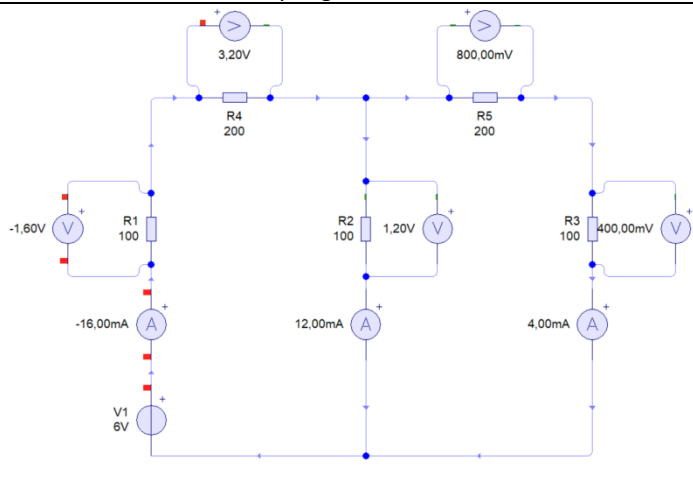 +
3,20V
R4
200
+
800,00mV
R5
200
-1,60V
V
+
R1
100
R2
100
1,20V
V
+
R3
100
400,00mV
V
+
-16,00mA
A
+
12,00mA
A
+
4,00mA
A
+
V1
6V
+